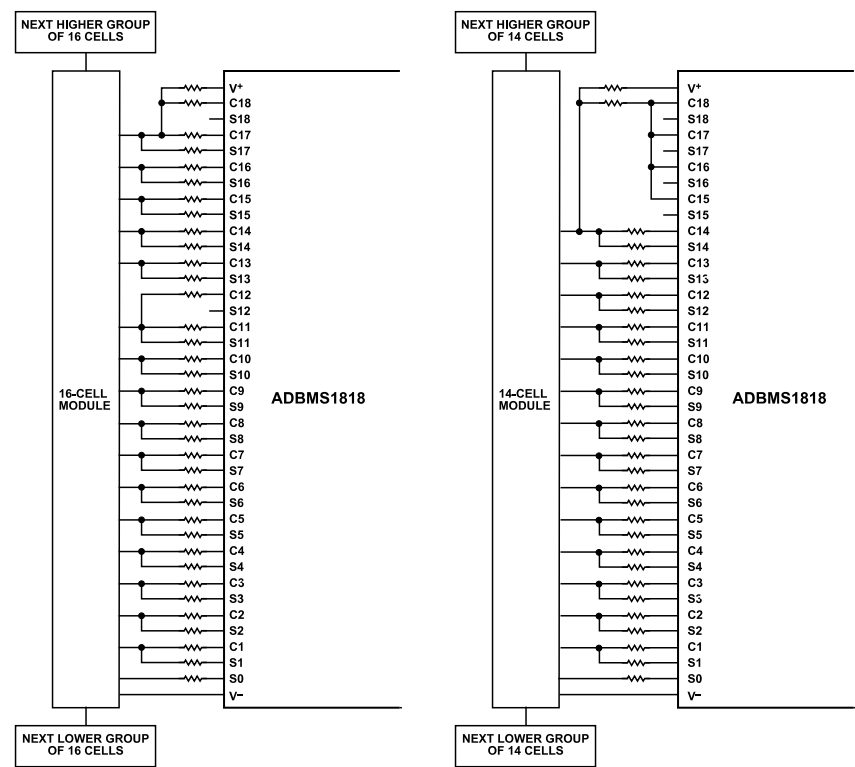 NEXT HIGHER GROUP
OF 16 CELLS
V+
C18
S18
C17
S17
C16
S16
C15
S15
C14
S14
C13
S13
C12
S12
C11
S11
C10
S10
C9
S9
C8
S8
C7
S7
C6
S6
C5
S5
C4
S4
C3
S3
C2
S2
C1
S1
S0
V−
16-CELL
MODULE
ADBMS1818
NEXT LOWER GROUP
OF 16 CELLS
NEXT HIGHER GROUP
OF 14 CELLS
V+
C18
S18
C17
S17
C16
S16
C15
S15
C14
S14
C13
S13
C12
S12
C11
S11
C10
S10
C9
S9
C8
S8
C7
S7
C6
S6
C5
S5
C4
S4
C3
S3
C2
S2
C1
S1
S0
V−
14-CELL
MODULE
ADBMS1818
NEXT LOWER GROUP
OF 14 CELLS